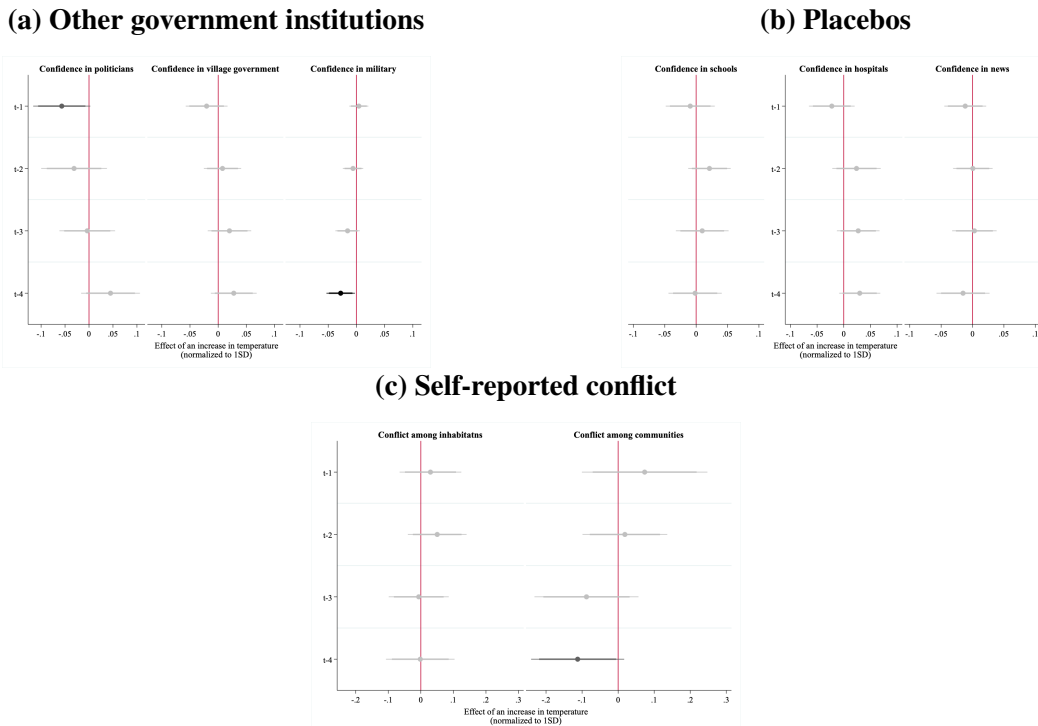 (a) Other government institutions
(b) Placebos
Confidence in politicians Confidence in village government Confidence in military
t-1
t-2
t-3
t-4
-.1 -.05 0 .05 .1 -.1 -.05 0 .05 .1 -.1 -.05 0 .05 .1
Effect of an increase in temperature
(normalized to 1SD)
Confidence in schools Confidence in hospitals Confidence in news
t-1
t-2
t-3
t-4
-.1 -.05 0 .05 .1 -.1 -.05 0 .05 .1 -.1 -.05 0 .05 .1
Effect of an increase in temperature
(normalized to 1SD)
(c) Self-reported conflict
Conflict among inhabitatns Conflict among communities
t-1
t-2
t-3
t-4
-.2 -.1 0 .1 .2 .3 -.2 -.1 0 .1 .2 .3
Effect of an increase in temperature
(normalized to 1SD)